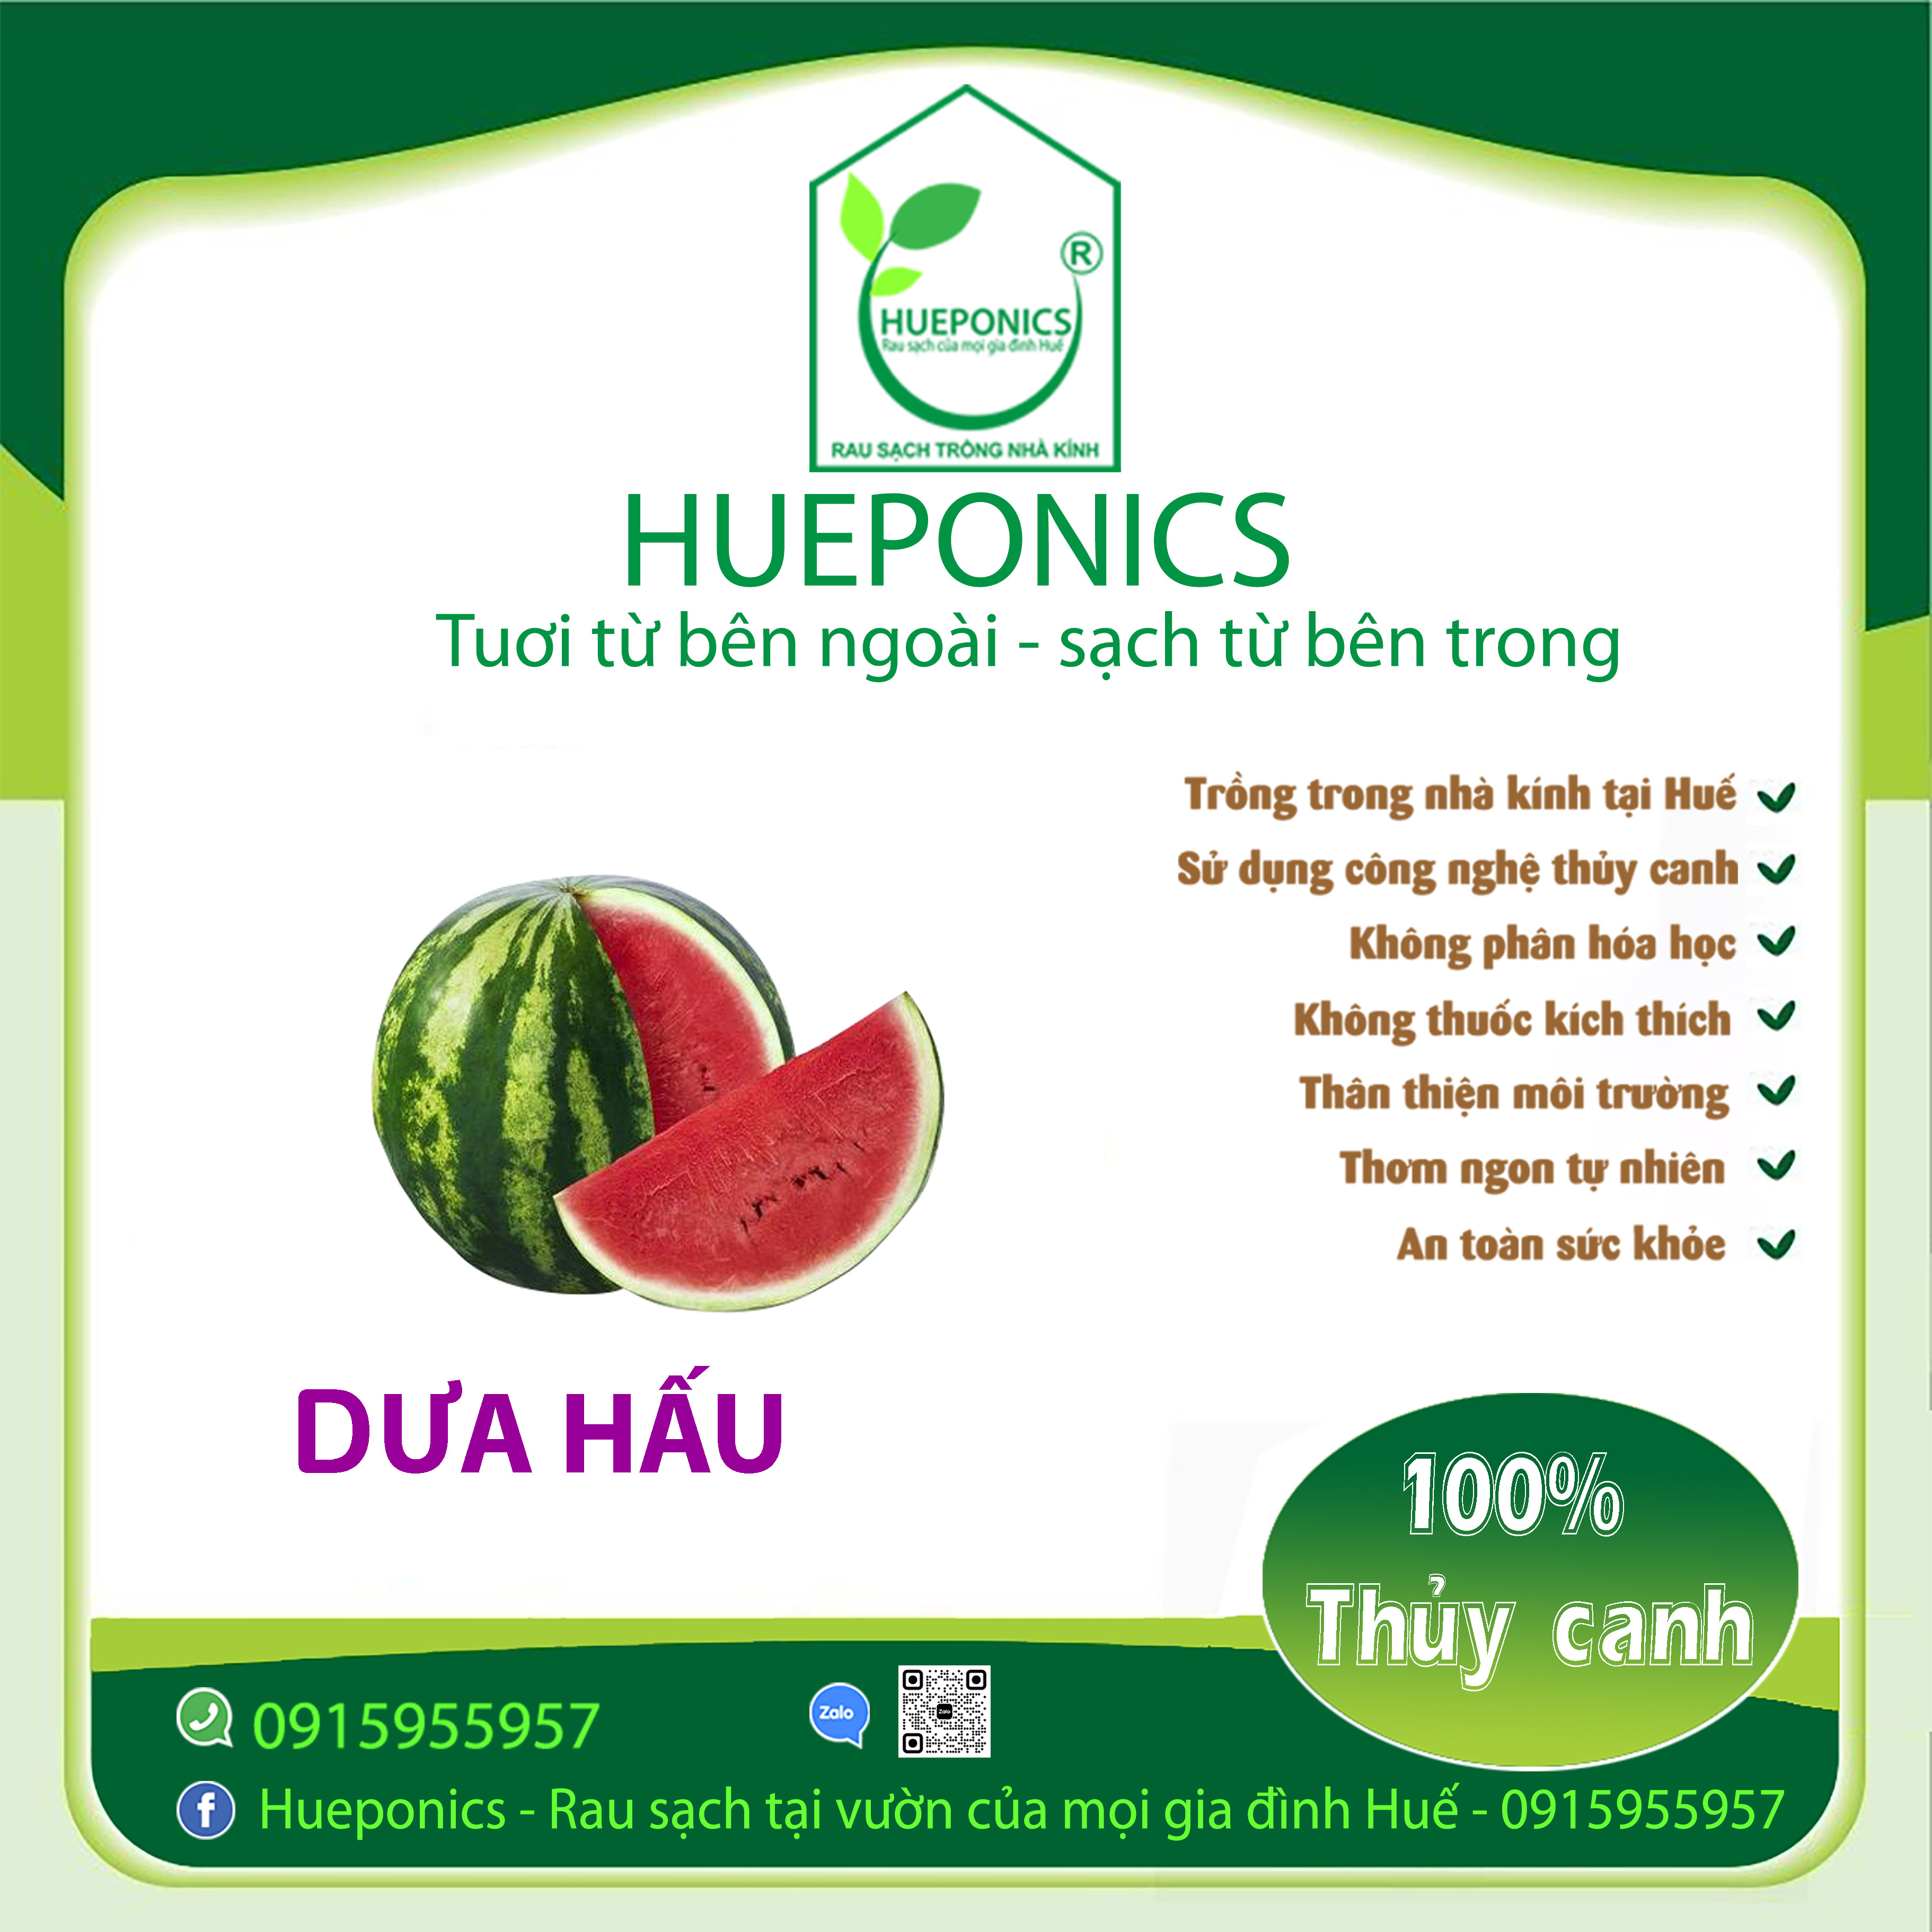 ®
HUEPONICS
Rau sạch của mọi gia đình Huế
RAU SẠCH TRỒNG NHÀ KÍNH
HUEPONICS
Tươi từ bên ngoài - sạch từ bên trong
Trồng trong nhà kính tại Huế
Sử dụng công nghệ thủy canh
Không phân hóa học
Không thuốc kích thích
Thân thiện môi trường
Thơm ngon tự nhiên
An toàn sức khỏe
DƯA HẤU
100%
Thủy canh
0915955957
Zalo
Zalo
Hueponics - Rau sạch tại vườn của mọi gia đình Huế - 0915955957